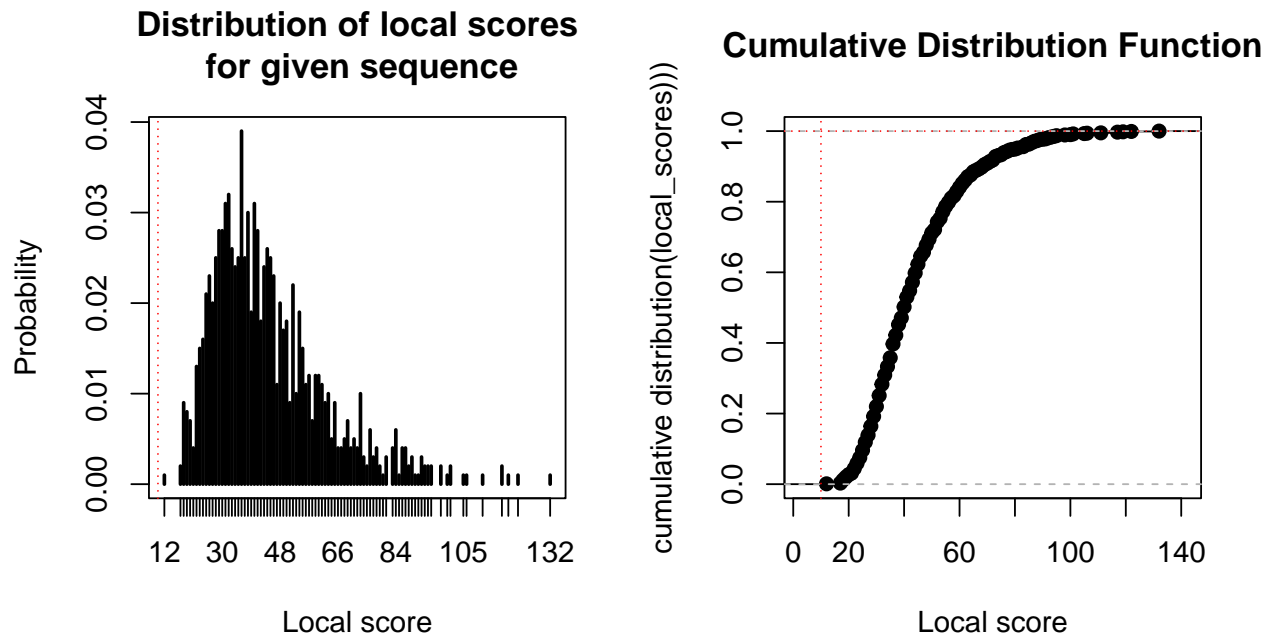 Distribution of local scores
for given sequence
Probability
0.00 0.01 0.02 0.03 0.04
12 30 48 66 84 105 132
Local score
Cumulative Distribution Function
cumulative distribution(local_scores)))
0.0 0.2 0.4 0.6 0.8 1.0
0 20 60 100 140
Local score